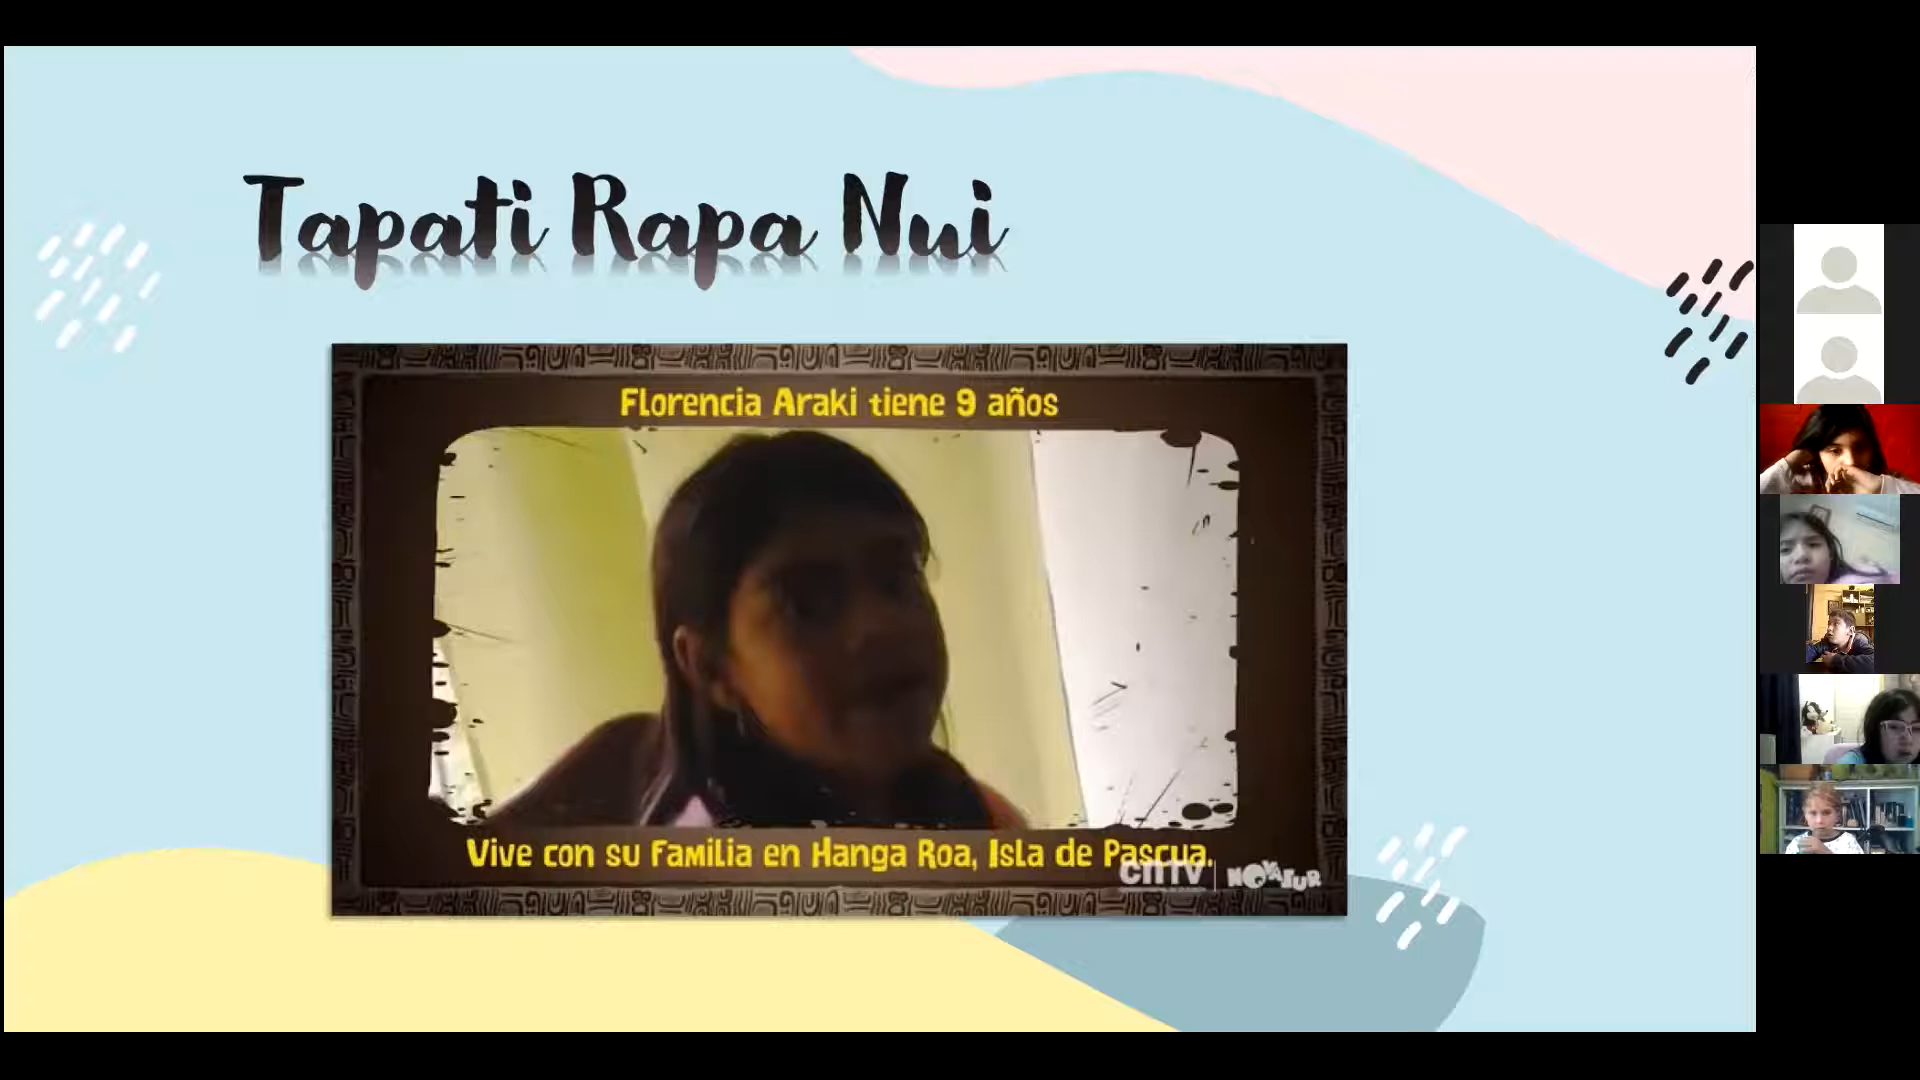 Tapati Rapa Nui
Florencia Araki tiene 9 años
Vive con su Familia en Hanga Roa, Isla de Pascua.
CNTV | NOVASUR